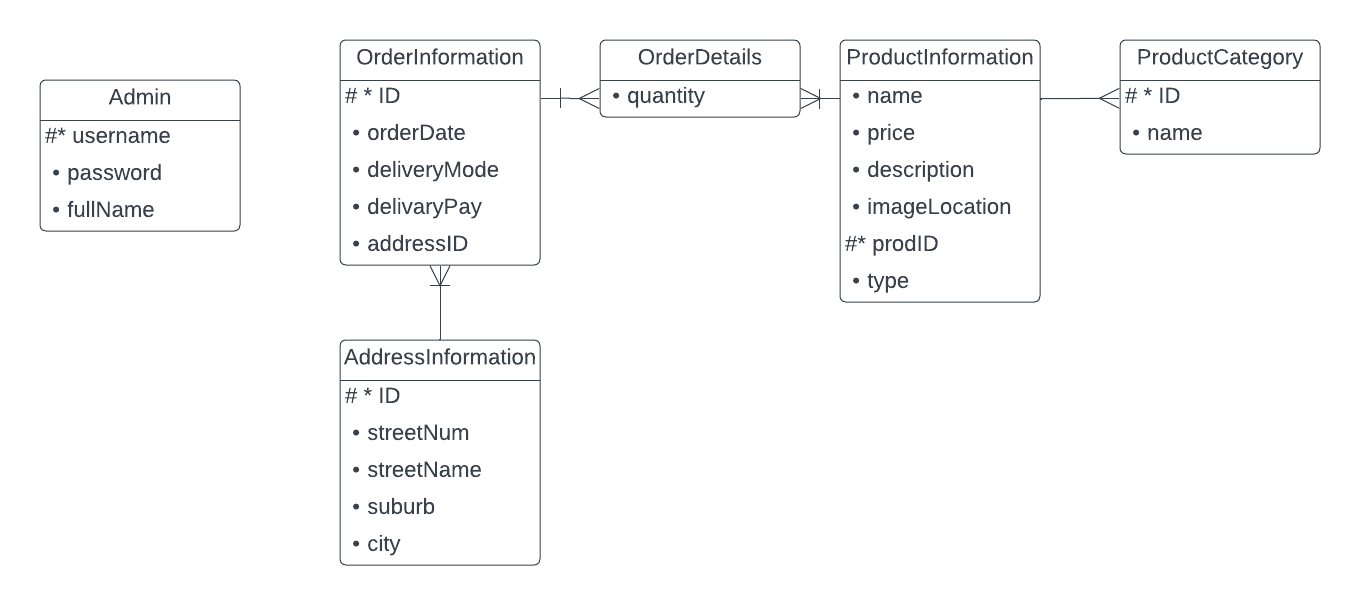 Admin
#* username
• password
• fullName
OrderInformation
# * ID
• orderDate
• deliveryMode
• delivaryPay
• addressID
OrderDetails
• quantity
ProductInformation
• name
• price
• description
• imageLocation
#* prodID
• type
ProductCategory
# * ID
• name
AddressInformation
# * ID
• streetNum
• streetName
• suburb
• city